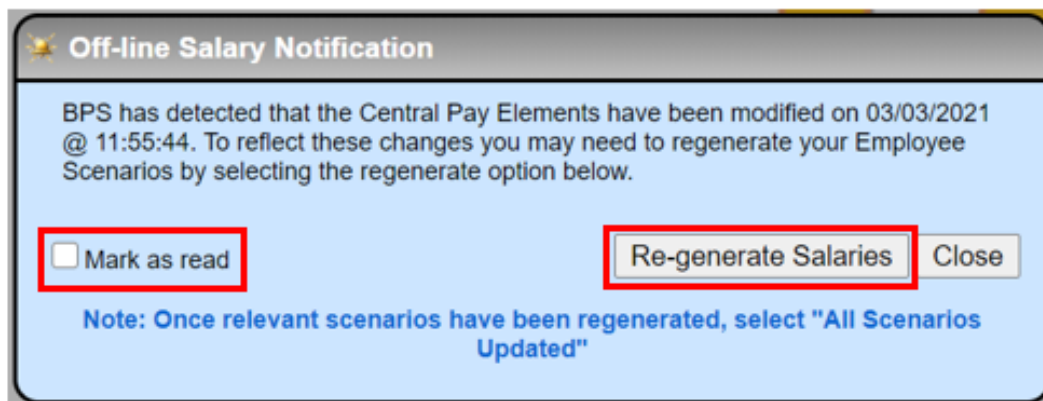 Off-line Salary Notification
BPS has detected that the Central Pay Elements have been modified on 03/03/2021
@ 11:55:44. To reflect these changes you may need to regenerate your Employee
Scenarios by selecting the regenerate option below.
Mark as read
Re-generate Salaries
Close
Note: Once relevant scenarios have been regenerated, select "All Scenarios
Updated"